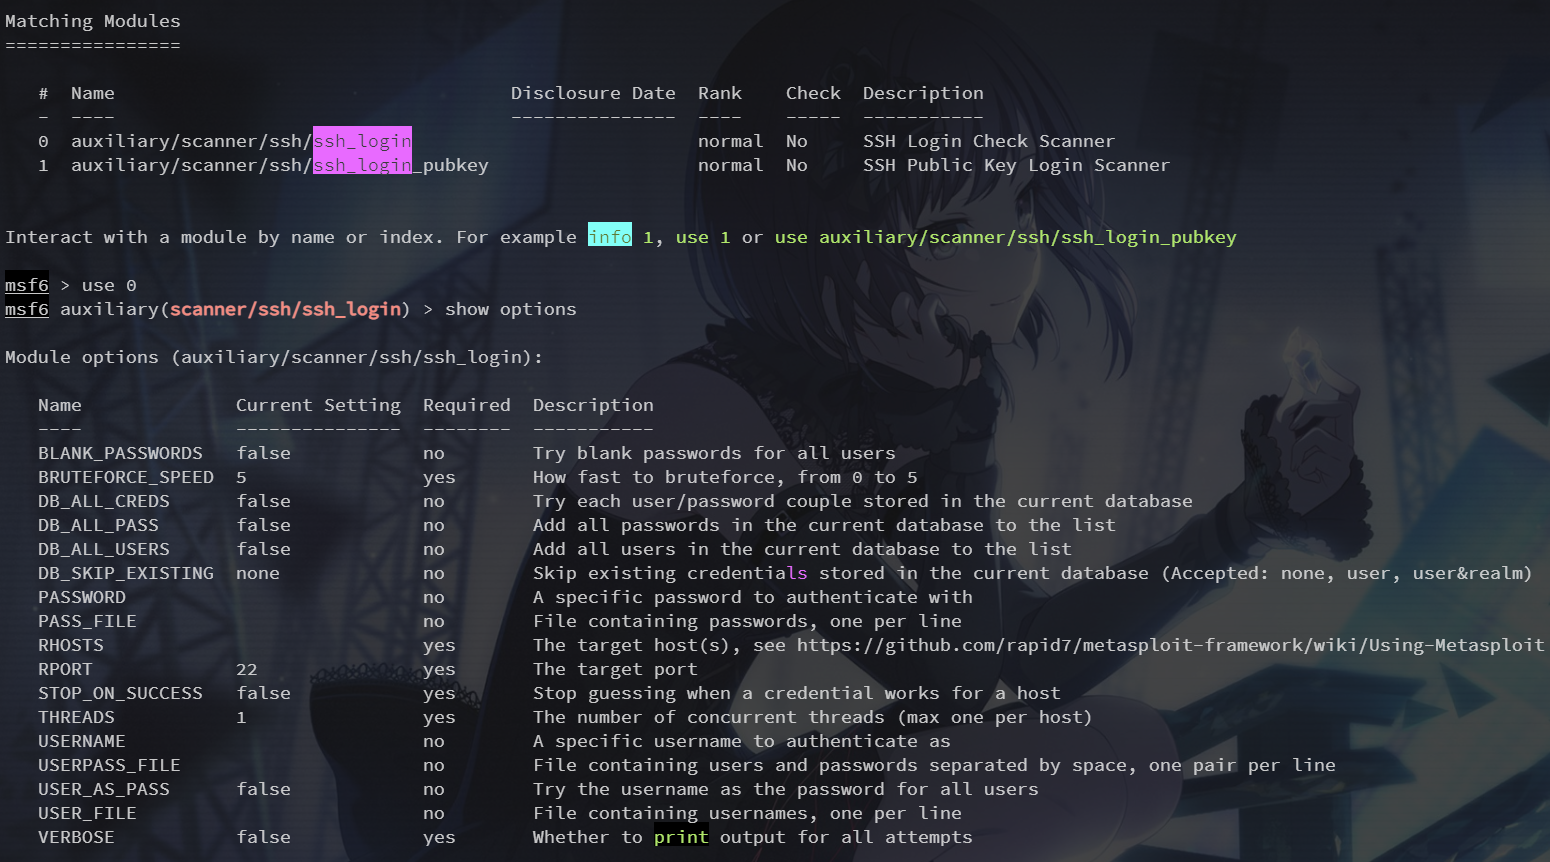 Matching Modules
================
# Name Disclosure Date Rank Check Description
- ---- --------------- ---- ----- -----------
0 auxiliary/scanner/ssh/ssh_login normal No SSH Login Check Scanner
1 auxiliary/scanner/ssh/ssh_login_pubkey normal No SSH Public Key Login Scanner
Interact with a module by name or index. For example info 1, use 1 or use auxiliary/scanner/ssh/ssh_login_pubkey
msf6 > use 0
msf6 auxiliary(scanner/ssh/ssh_login) > show options
Module options (auxiliary/scanner/ssh/ssh_login):
Name Current Setting Required Description
---- --------------- -------- -----------
BLANK_PASSWORDS false no Try blank passwords for all users
BRUTEFORCE_SPEED 5 yes How fast to bruteforce, from 0 to 5
DB_ALL_CREDS false no Try each user/password couple stored in the current database
DB_ALL_PASS false no Add all passwords in the current database to the list
DB_ALL_USERS false no Add all users in the current database to the list
DB_SKIP_EXISTING none no Skip existing credentials stored in the current database (Accepted: none, user, user&realm)
PASSWORD no A specific password to authenticate with
PASS_FILE no File containing passwords, one per line
RHOSTS yes The target host(s), see https://github.com/rapid7/metasploit-framework/wiki/Using-Metasploit
RPORT 22 yes The target port
STOP_ON_SUCCESS false yes Stop guessing when a credential works for a host
THREADS 1 yes The number of concurrent threads (max one per host)
USERNAME no A specific username to authenticate as
USERPASS_FILE no File containing users and passwords separated by space, one pair per line
USER_AS_PASS false no Try the username as the password for all users
USER_FILE no File containing usernames, one per line
VERBOSE false yes Whether to print output for all attempts